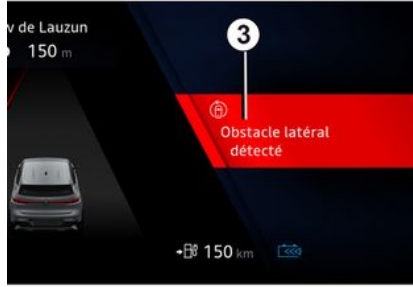 v de Lauzun
150 m
3
Obstacle latéral
détecté
150 km